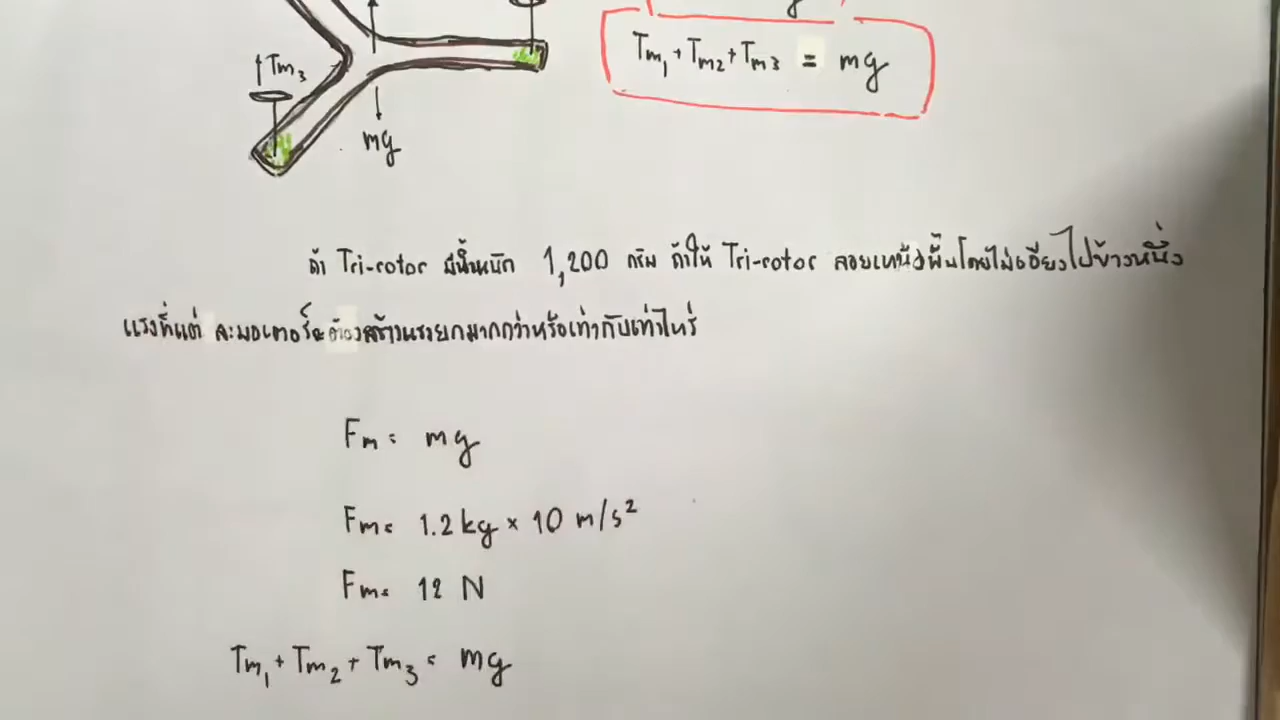 Tm₁ + Tm₂ + Tm₃ = mg
Tm₃
mg
ถ้า Tri-rotor มีน้ำหนัก 1,200 กรัม ถ้าให้ Tri-rotor ลอยเหนือพื้นโดยไม่เอียงไปข้างหนึ่ง
แรงที่แต่ละมอเตอร์จะต้องสร้างแรงยกมากกว่าหรือเท่ากับเท่าไหร่
Fm = mg
Fm = 1.2 kg × 10 m/s²
Fm = 12 N
Tm₁ + Tm₂ + Tm₃ = mg